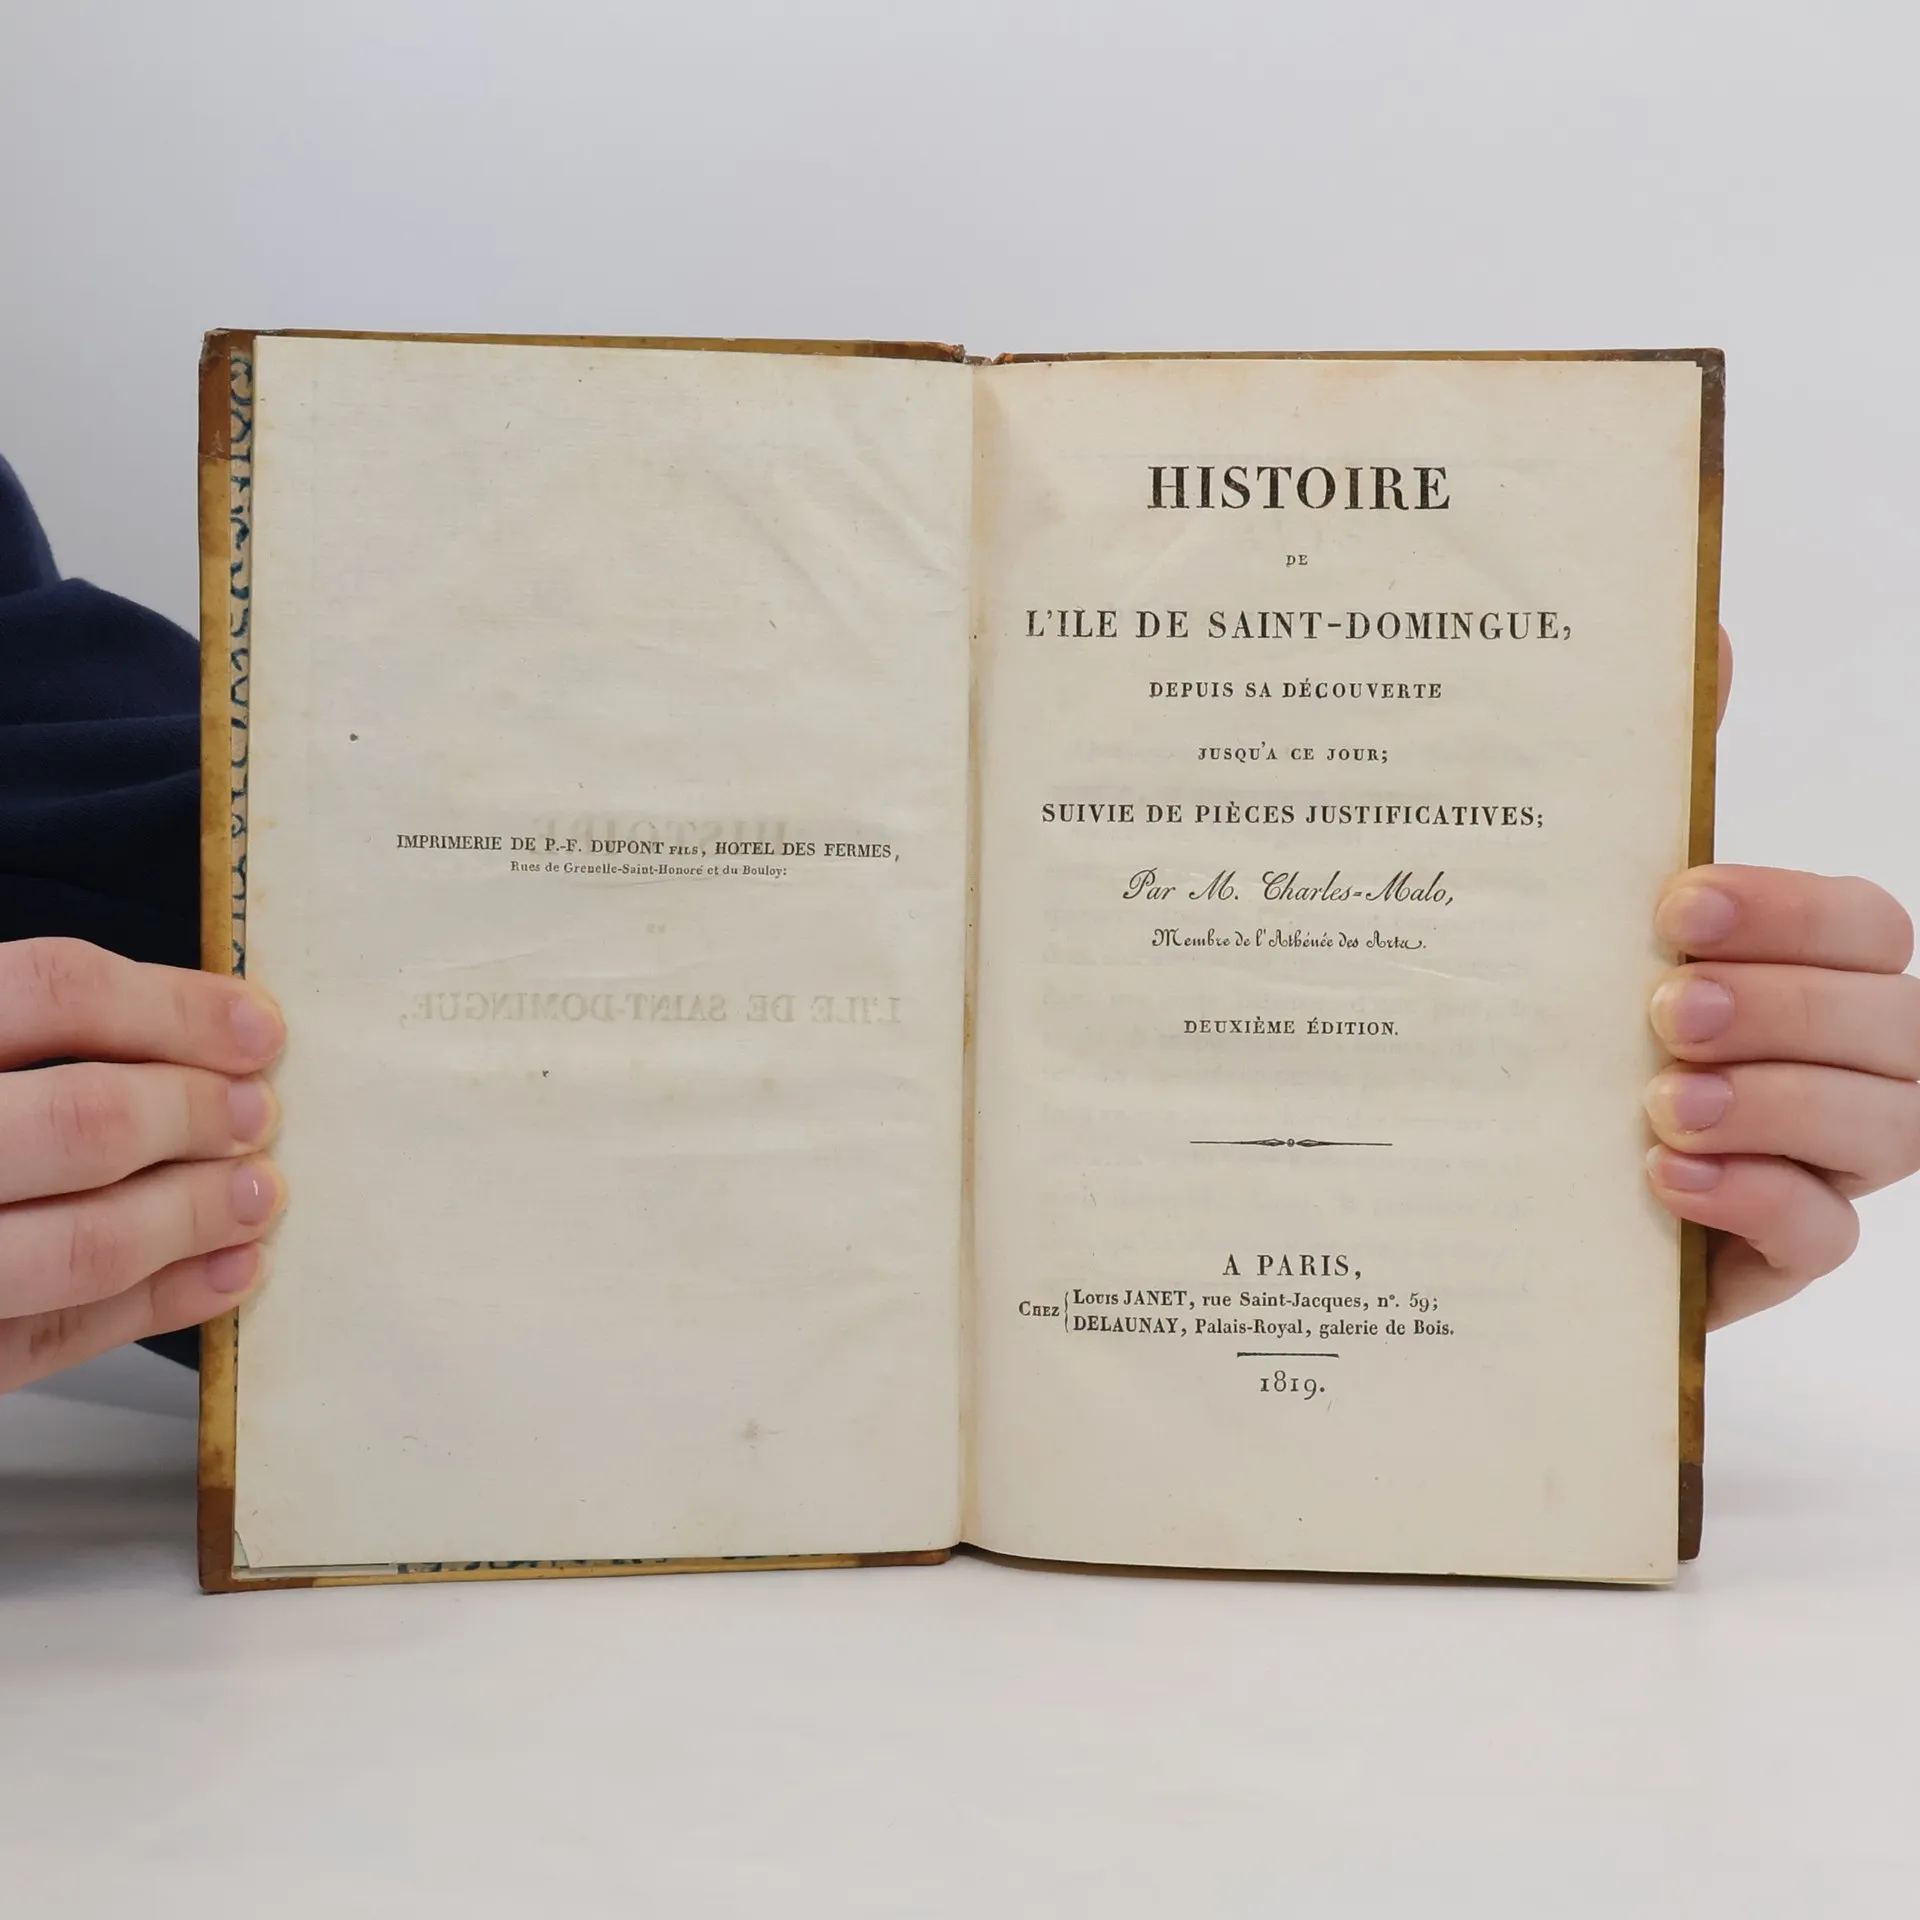 IMPRIMERIE DE P.-F. DUPONT FILS, HOTEL DES FERMES,
Rues de Grenelle-Saint-Honoré et du Bouloy:
HISTOIRE
DE
L'ILE DE SAINT-DOMINGUE,
DEPUIS SA DÉCOUVERTE
JUSQU'A CE JOUR;
SUIVIE DE PIÈCES JUSTIFICATIVES;
Par M. Charles-Malo,
Membre de l'Athénée des Arts.
DEUXIÈME ÉDITION.
A PARIS,
CHEZ { Louis JANET, rue Saint-Jacques, n°. 59;
DELAUNAY, Palais-Royal, galerie de Bois.
1819.